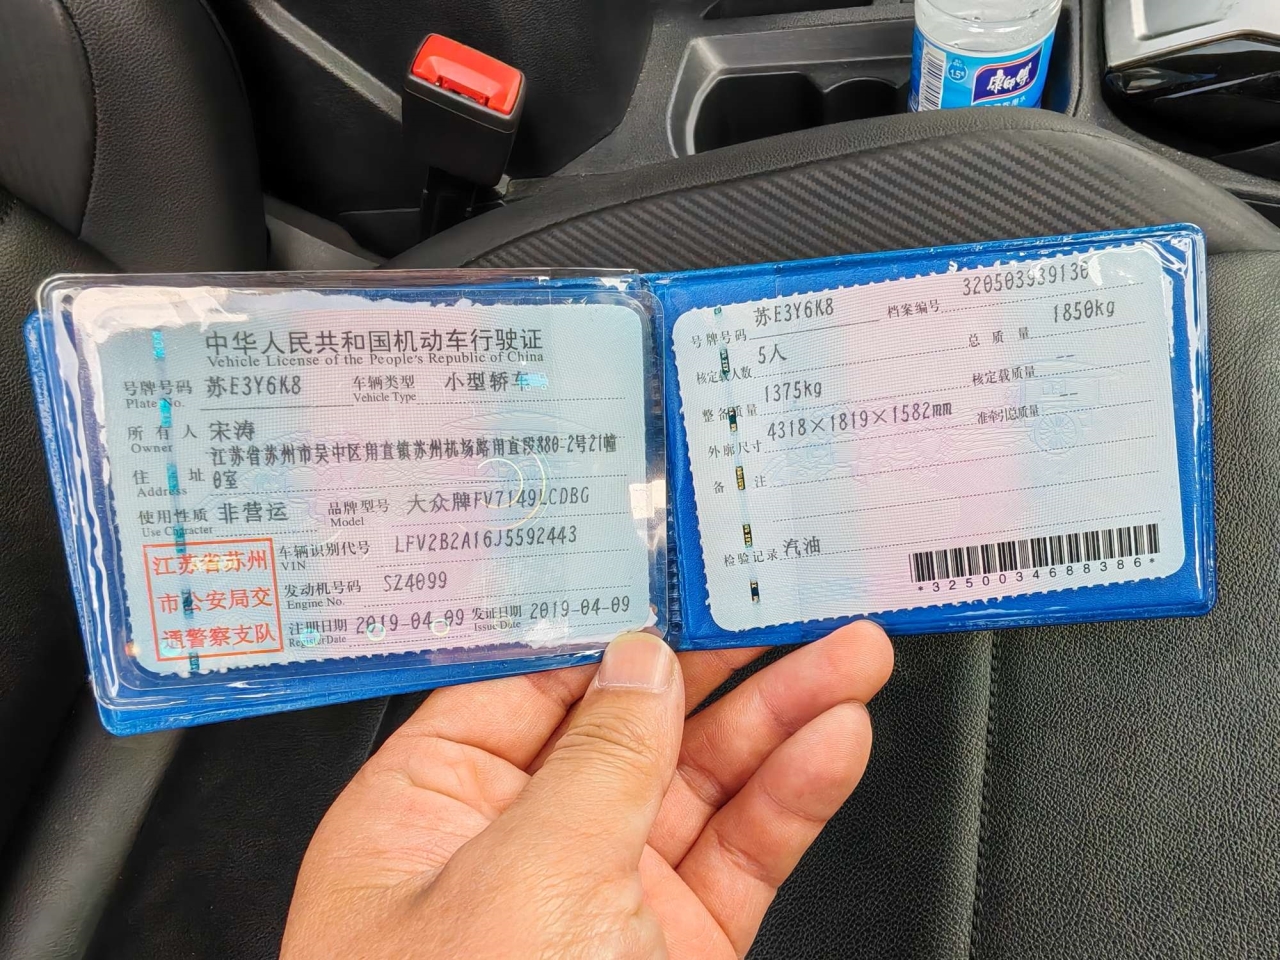 中华人民共和国机动车行驶证
Vehicle License of the People's Republic of China
号牌号码 苏E3Y6K8 车辆类型 小型轿车
Plate No. Vehicle Type
所有人 宋涛
Owner
江苏省苏州市吴中区甪直镇苏州机场路甪直段880-2号21幢
住址 0室
Address
使用性质 非营运 品牌型号 大众牌FV7149LCDBG
Use Character Model
江苏省苏州
市公安局交
通警察支队
车辆识别代号 LFV2B2A16J5592443
VIN
发动机号码 SZ4099
Engine No.
注册日期 2019-04-09 发证日期 2019-04-09
Register Date Issue Date
号牌号码 苏E3Y6K8 档案编号 320503939130
核定载人数 5人 总质量 1850kg
整备质量 1375kg 核定载质量 --
外廓尺寸 4318×1819×1582mm 准牵引总质量 --
备注
检验记录 汽油
*3250034688386*
康师傅
1.5